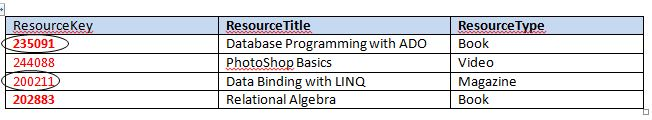 ResourceKey ResourceTitle ResourceType
235091 Database Programming with ADO Book
244088 PhotoShop Basics Video
200211 Data Binding with LINQ Magazine
202883 Relational Algebra Book